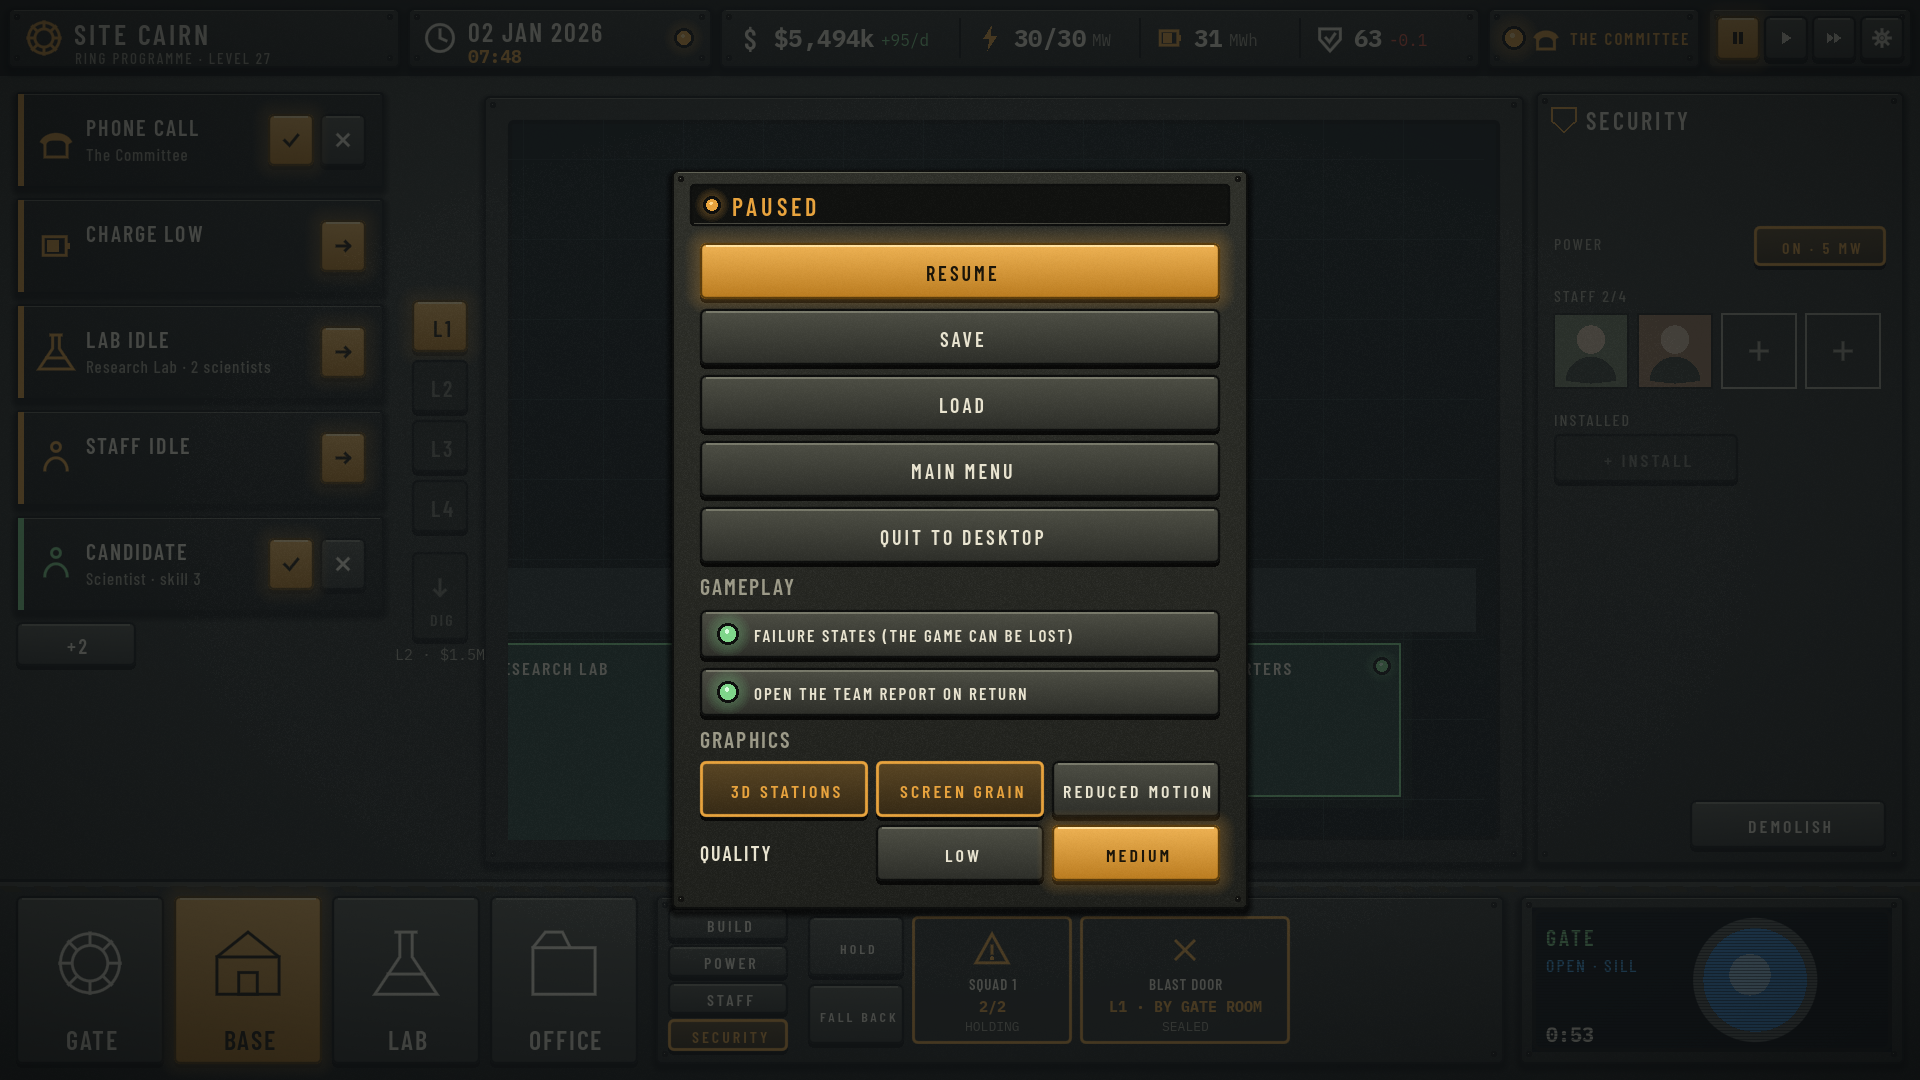 SITE CAIRN
RING PROGRAMME · LEVEL 27
02 JAN 2026
07:48
$ $5,494k +95/d
30/30 MW
31 MWh
63 -0.1
THE COMMITTEE
PHONE CALL
The Committee
CHARGE LOW
LAB IDLE
Research Lab · 2 scientists
STAFF IDLE
CANDIDATE
Scientist · skill 3
+2
L1
L2
L3
L4
DIG
L2 · $1.5M
ESEARCH LAB
RTERS
PAUSED
RESUME
SAVE
LOAD
MAIN MENU
QUIT TO DESKTOP
GAMEPLAY
FAILURE STATES (THE GAME CAN BE LOST)
OPEN THE TEAM REPORT ON RETURN
GRAPHICS
3D STATIONS
SCREEN GRAIN
REDUCED MOTION
QUALITY
LOW
MEDIUM
SECURITY
POWER
ON · 5 MW
STAFF 2/4
INSTALLED
+ INSTALL
DEMOLISH
GATE
BASE
LAB
OFFICE
BUILD
POWER
STAFF
SECURITY
HOLD
FALL BACK
SQUAD 1
2/2
HOLDING
BLAST DOOR
L1 · BY GATE ROOM
SEALED
GATE
OPEN · SILL
0:53